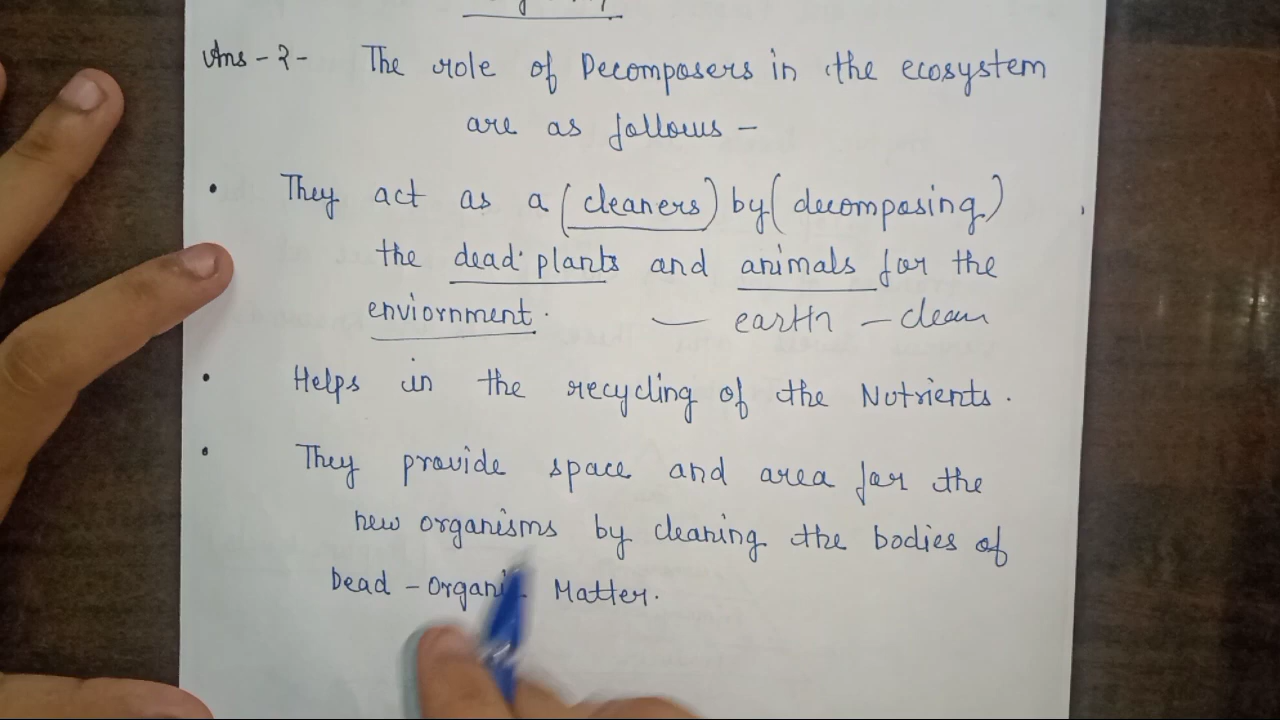 Ans - 2 - The role of Decomposers in the ecosystem
are as follows -
• They act as a (cleaners) by (decomposing)
the dead plants and animals for the
enviornment. — earth - clean
• Helps in the recycling of the Nutrients.
• They provide space and area for the
new organisms by cleaning the bodies of
Dead - Organic Matter.